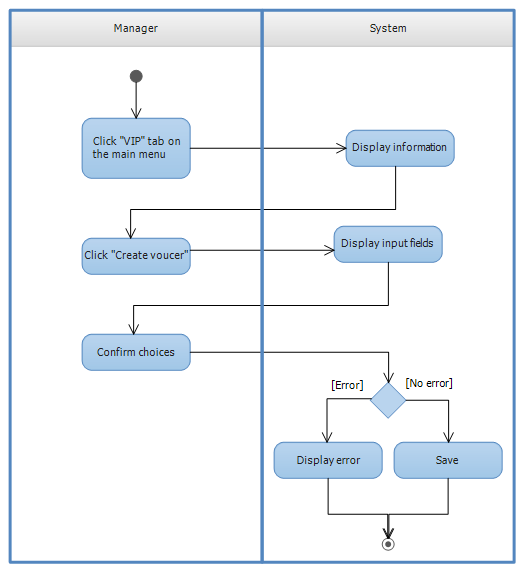 Manager
System
Click "VIP" tab on
the main menu
Display information
Click "Create voucer"
Display input fields
Confirm choices
[Error]
[No error]
Display error
Save